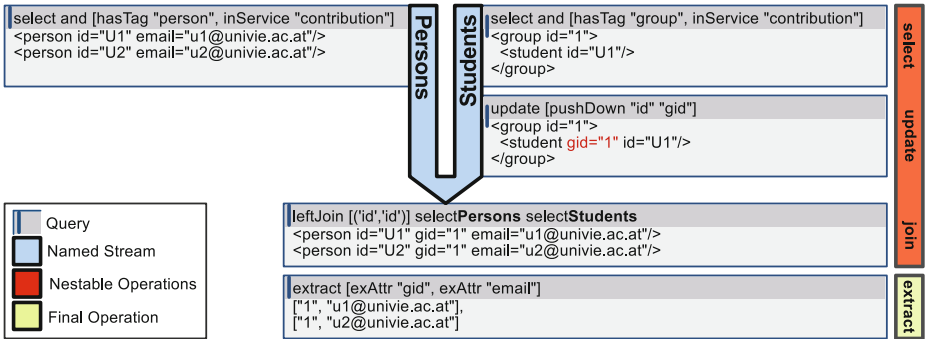 select and [hasTag "person", inService "contribution"]
<person id="U1" email="u1@univie.ac.at"/>
<person id="U2" email="u2@univie.ac.at"/>
Persons
Students
select and [hasTag "group", inService "contribution"]
<group id="1">
<student id="U1"/>
</group>
select
update [pushDown "id" "gid"]
<group id="1">
<student gid="1" id="U1"/>
</group>
update
leftJoin [('id','id')] selectPersons selectStudents
<person id="U1" gid="1" email="u1@univie.ac.at"/>
<person id="U2" gid="1" email="u2@univie.ac.at"/>
join
extract [exAttr "gid", exAttr "email"]
["1", "u1@univie.ac.at"],
["1", "u2@univie.ac.at"]
extract
Query
Named Stream
Nestable Operations
Final Operation